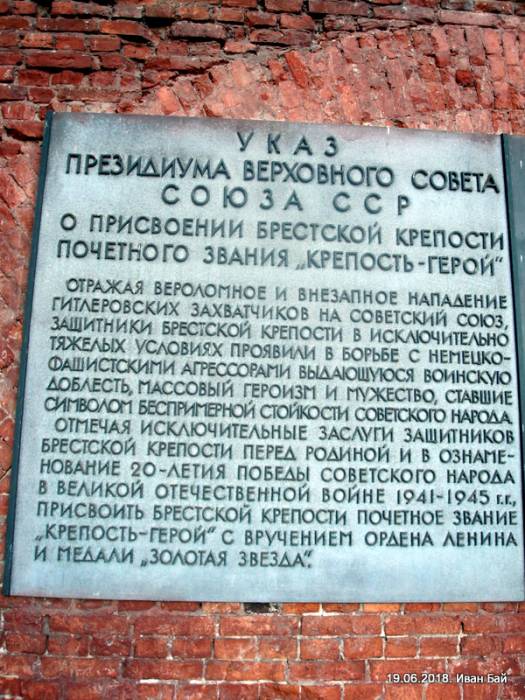 УКАЗ
ПРЕЗИДИУМА ВЕРХОВНОГО СОВЕТА
СОЮЗА ССР
О ПРИСВОЕНИИ БРЕСТСКОЙ КРЕПОСТИ
ПОЧЕТНОГО ЗВАНИЯ „КРЕПОСТЬ-ГЕРОЙ"
ОТРАЖАЯ ВЕРОЛОМНОЕ И ВНЕЗАПНОЕ НАПАДЕНИЕ
ГИТЛЕРОВСКИХ ЗАХВАТЧИКОВ НА СОВЕТСКИЙ СОЮЗ,
ЗАЩИТНИКИ БРЕСТСКОЙ КРЕПОСТИ В ИСКЛЮЧИТЕЛЬНО
ТЯЖЕЛЫХ УСЛОВИЯХ ПРОЯВИЛИ В БОРЬБЕ С НЕМЕЦКО-
ФАШИСТСКИМИ АГРЕССОРАМИ ВЫДАЮЩУЮСЯ ВОИНСКУЮ
ДОБЛЕСТЬ, МАССОВЫЙ ГЕРОИЗМ И МУЖЕСТВО, СТАВШИЕ
СИМВОЛОМ БЕСПРИМЕРНОЙ СТОЙКОСТИ СОВЕТСКОГО НАРОДА.
ОТМЕЧАЯ ИСКЛЮЧИТЕЛЬНЫЕ ЗАСЛУГИ ЗАЩИТНИКОВ
БРЕСТСКОЙ КРЕПОСТИ ПЕРЕД РОДИНОЙ И В ОЗНАМЕ-
НОВАНИЕ 20-ЛЕТИЯ ПОБЕДЫ СОВЕТСКОГО НАРОДА
В ВЕЛИКОЙ ОТЕЧЕСТВЕННОЙ ВОЙНЕ 1941-1945 г.г.,
ПРИСВОИТЬ БРЕСТСКОЙ КРЕПОСТИ ПОЧЕТНОЕ ЗВАНИЕ
„КРЕПОСТЬ-ГЕРОЙ" С ВРУЧЕНИЕМ ОРДЕНА ЛЕНИНА
И МЕДАЛИ „ЗОЛОТАЯ ЗВЕЗДА".
19.06.2018. Иван Бай